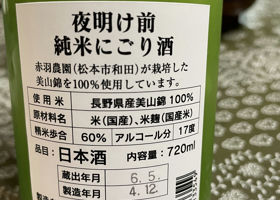 夜明け前
純米にごり酒
赤羽農園(松本市和田)が栽培した
美山錦を100%使用しています。
使用米 長野県産美山錦 100%
原材料名 米(国産)、米麹(国産米)
精米歩合 60% アルコール分 17度
品目 日本酒 内容量 720ml
蔵出年月 6. 5.
製造年月 4. 12.